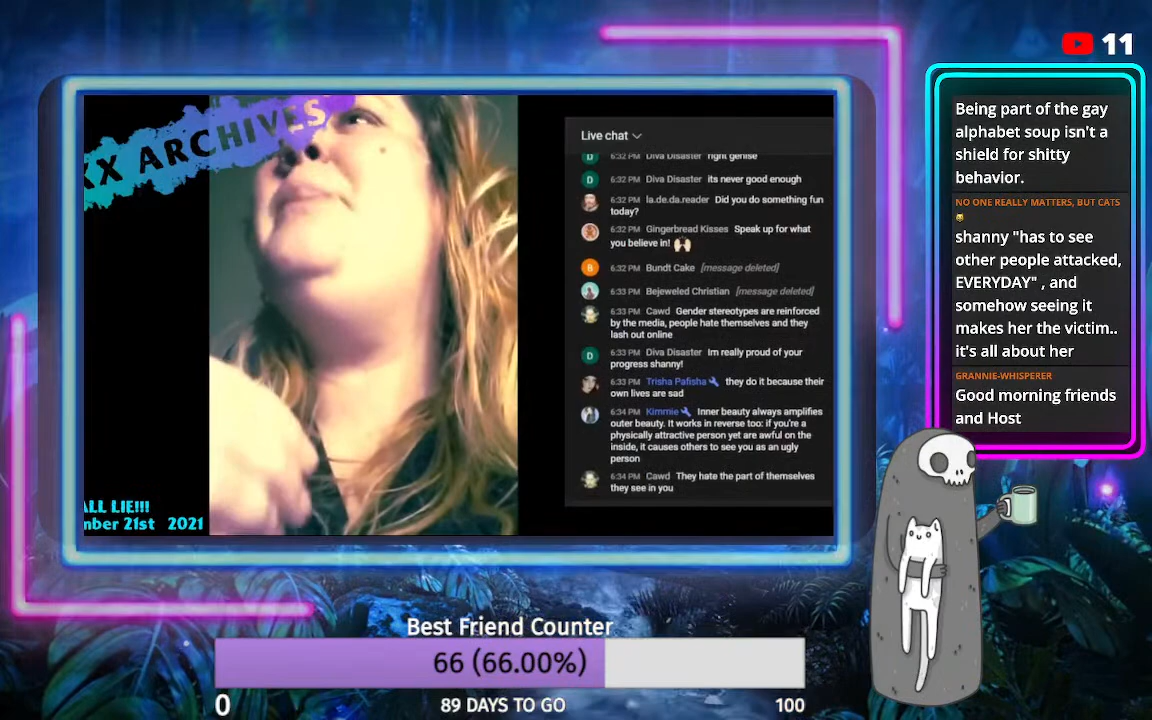 11
XX ARCHIVES
Live chat
6:32 PM Diva Disaster right genise
6:32 PM Diva Disaster its never good enough
6:32 PM la.de.da.reader Did you do something fun
today?
6:32 PM Gingerbread Kisses Speak up for what
you believe in!
6:32 PM Bundt Cake [message deleted]
6:33 PM Bejeweled Christian [message deleted]
6:33 PM Cawd Gender stereotypes are reinforced
by the media, people hate themselves and they
lash out online
6:33 PM Diva Disaster Im really proud of your
progress shanny!
6:33 PM Trisha Pafisha they do it because their
own lives are sad
6:34 PM Kimmie Inner beauty always amplifies
outer beauty. It works in reverse too: if you're a
physically attractive person yet are awful on the
inside, it causes others to see you as an ugly
person
6:34 PM Cawd They hate the part of themselves
they see in you
ALL LIE!!!
mber 21st 2021
Being part of the gay
alphabet soup isn't a
shield for shitty
behavior.
NO ONE REALLY MATTERS, BUT CATS
shanny "has to see
other people attacked,
EVERYDAY" , and
somehow seeing it
makes her the victim..
it's all about her
GRANNIE-WHISPERER
Good morning friends
and Host
Best Friend Counter
66 (66.00%)
0
89 DAYS TO GO
100